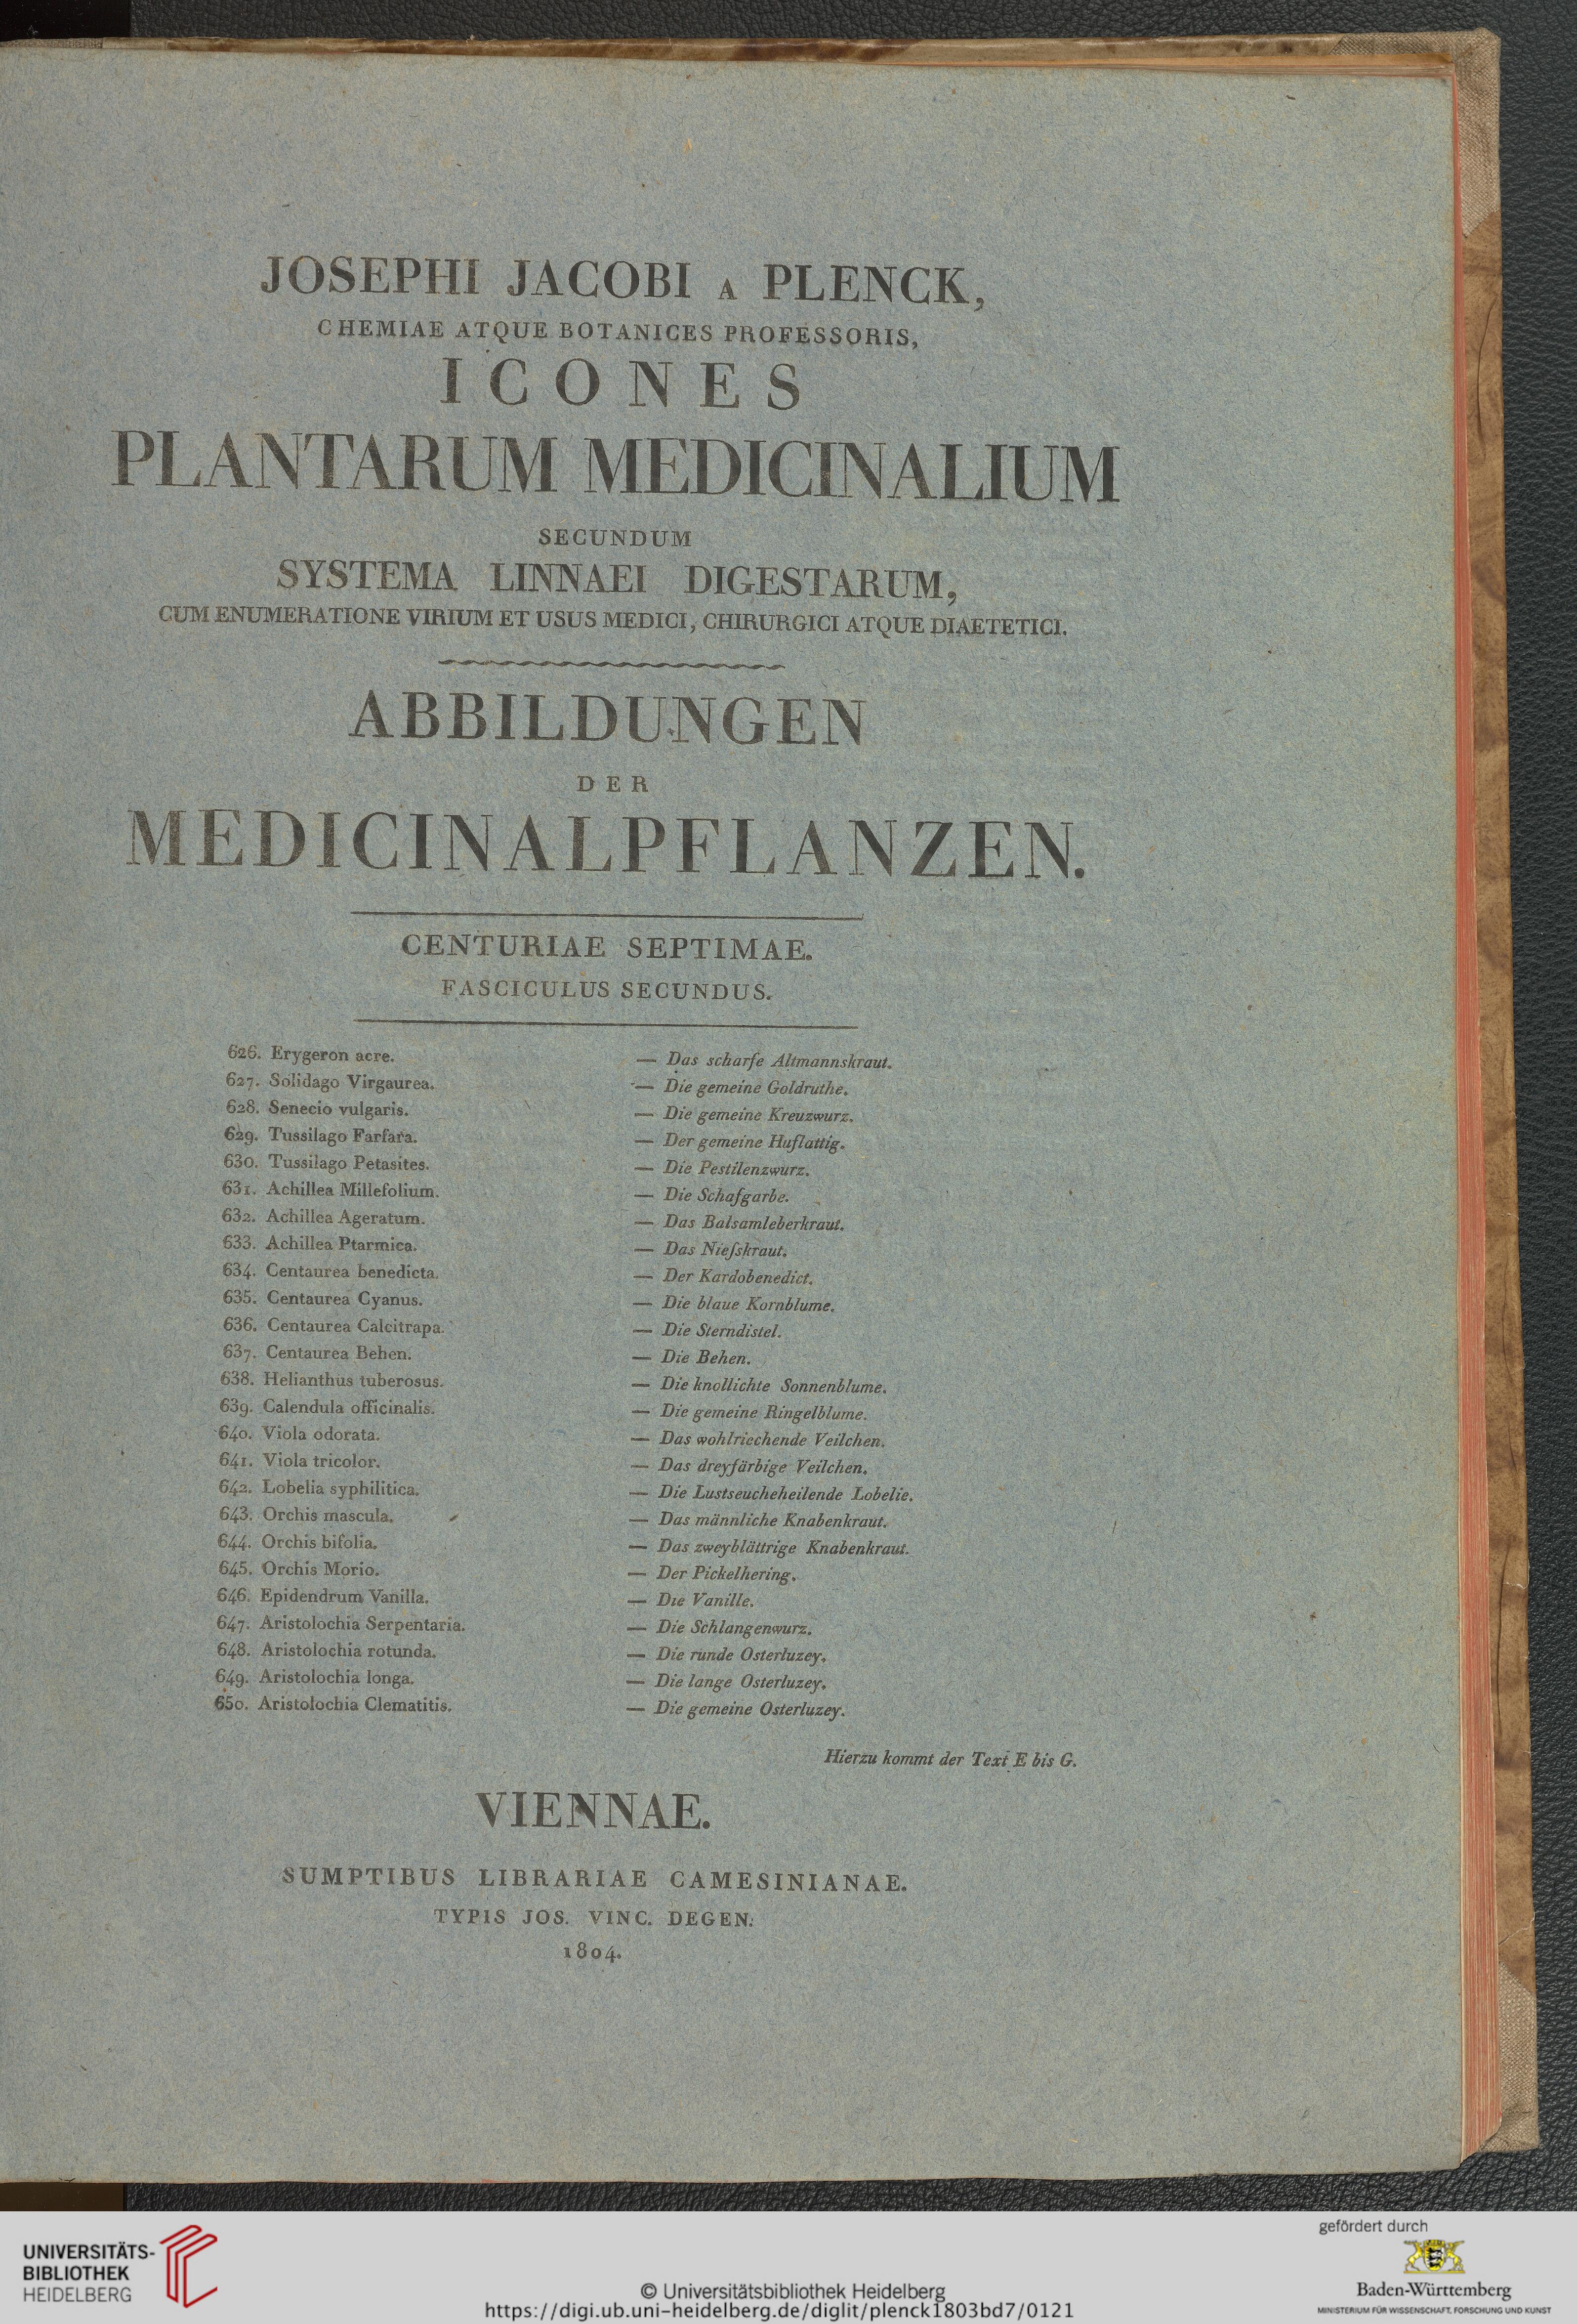 JOSEPHI JACOBI A PLENCK,
CHEMIAE ATQUE BOTANICES PROFESSORIS,
ICONES
PLANTARUM MEDICINALIUM
SECUNDUM
SYSTEMA LINNAEI DIGESTARUM,
CUM ENUMERATIONE VIRIUM ET USUS MEDICI, CHIRURGICI ATQUE DIAETETICI.
ABBILDUNGEN
DER
MEDICINALPFLANZEN.
CENTURIAE SEPTIMAE.
FASCICULUS SECUNDUS.
626. Erygeron acre. — Das scharfe Altmannskraut.
627. Solidago Virgaurea. — Die gemeine Goldruthe.
628. Senecio vulgaris. — Die gemeine Kreuzwurz.
629. Tussilago Farfara. — Der gemeine Huflattig.
630. Tussilago Petasites. — Die Pestilenzwurz.
631. Achillea Millefolium. — Die Schafgarbe.
632. Achillea Ageratum. — Das Balsamleberkraut.
633. Achillea Ptarmica. — Das Nieſskraut.
634. Centaurea benedicta. — Der Kardobenedict.
635. Centaurea Cyanus. — Die blaue Kornblume.
636. Centaurea Calcitrapa. — Die Sterndistel.
637. Centaurea Behen. — Die Behen.
638. Helianthus tuberosus. — Die knollichte Sonnenblume.
639. Calendula officinalis. — Die gemeine Ringelblume.
640. Viola odorata. — Das wohlriechende Veilchen.
641. Viola tricolor. — Das dreyfärbige Veilchen.
642. Lobelia syphilitica. — Die Lustseucheheilende Lobelie.
643. Orchis mascula. — Das männliche Knabenkraut.
644. Orchis bifolia. — Das zweyblättrige Knabenkraut.
645. Orchis Morio. — Der Pickelhering.
646. Epidendrum Vanilla. — Die Vanille.
647. Aristolochia Serpentaria. — Die Schlangenwurz.
648. Aristolochia rotunda. — Die runde Osterluzey.
649. Aristolochia longa. — Die lange Osterluzey.
650. Aristolochia Clematitis. — Die gemeine Osterluzey.
Hierzu kommt der Text E bis G.
VIENNAE.
SUMPTIBUS LIBRARIAE CAMESINIANAE.
TYPIS JOS. VINC. DEGEN.
1804.
UNIVERSITÄTS-
BIBLIOTHEK
HEIDELBERG
© Universitätsbibliothek Heidelberg
https://digi.ub.uni-heidelberg.de/diglit/plenck1803bd7/0121
gefördert durch
Baden-Württemberg
MINISTERIUM FÜR WISSENSCHAFT, FORSCHUNG UND KUNST